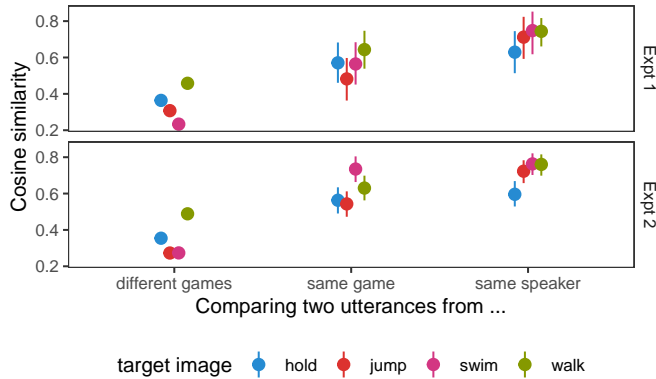 0.8
0.6
0.4
0.2
Expt 1
0.8
0.6
0.4
0.2
Expt 2
Cosine similarity
different games same game same speaker
Comparing two utterances from ...
target image hold jump swim walk